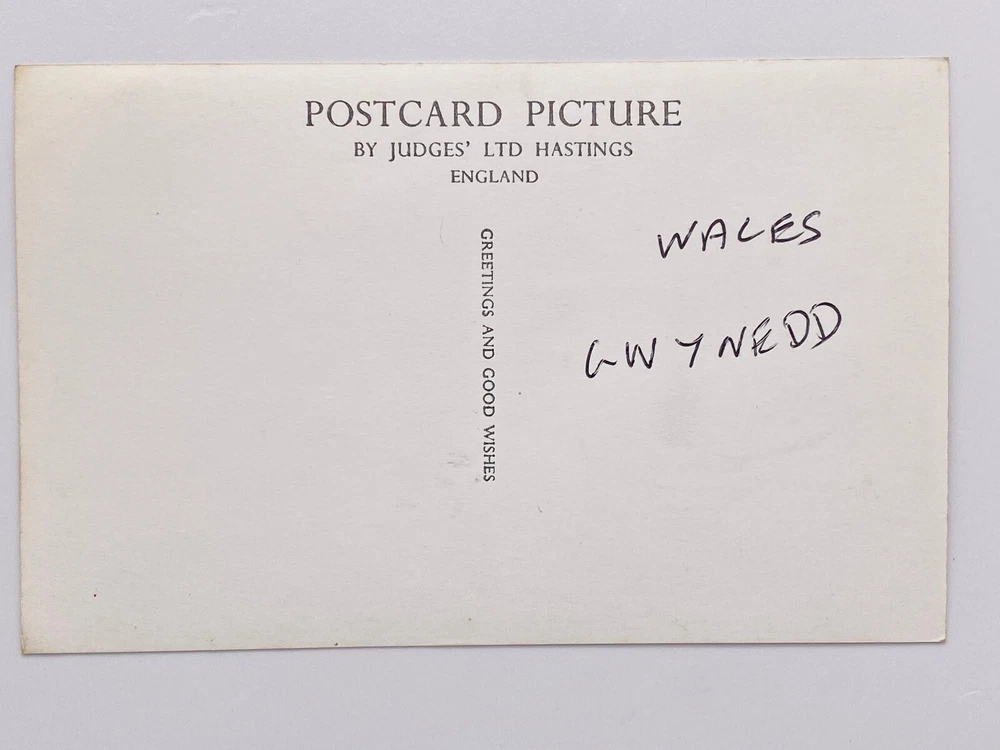 POSTCARD PICTURE
BY JUDGES' LTD HASTINGS
ENGLAND
GREETINGS AND GOOD WISHES
WALES
GWYNEDD